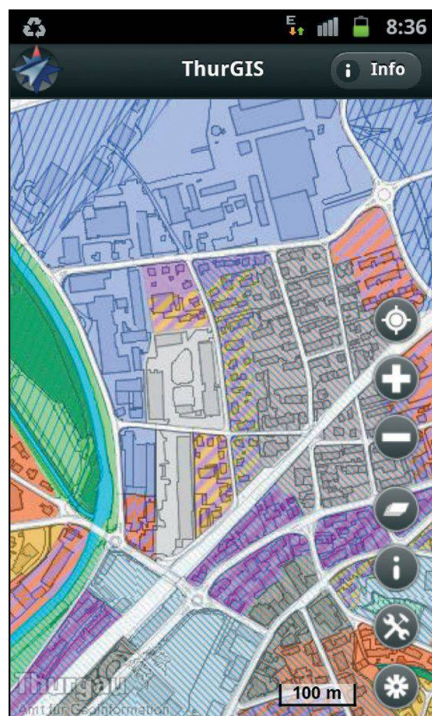 E 8:36
ThurGIS
i Info
i
100 m
Thurgau
Amt für Geoinformation